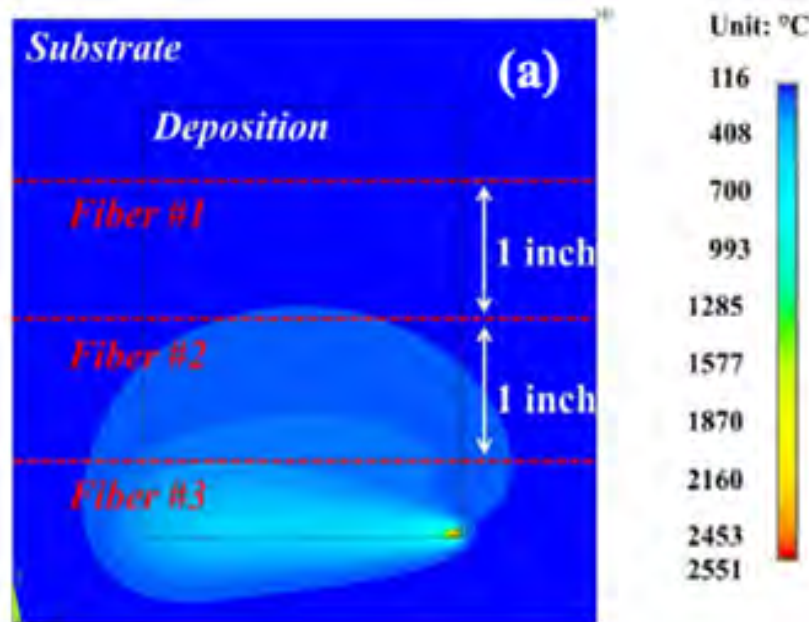 Substrate
(a)
Deposition
Fiber #1
1 inch
Fiber #2
1 inch
Fiber #3
Unit: °C
116
408
700
993
1285
1577
1870
2160
2453
2551